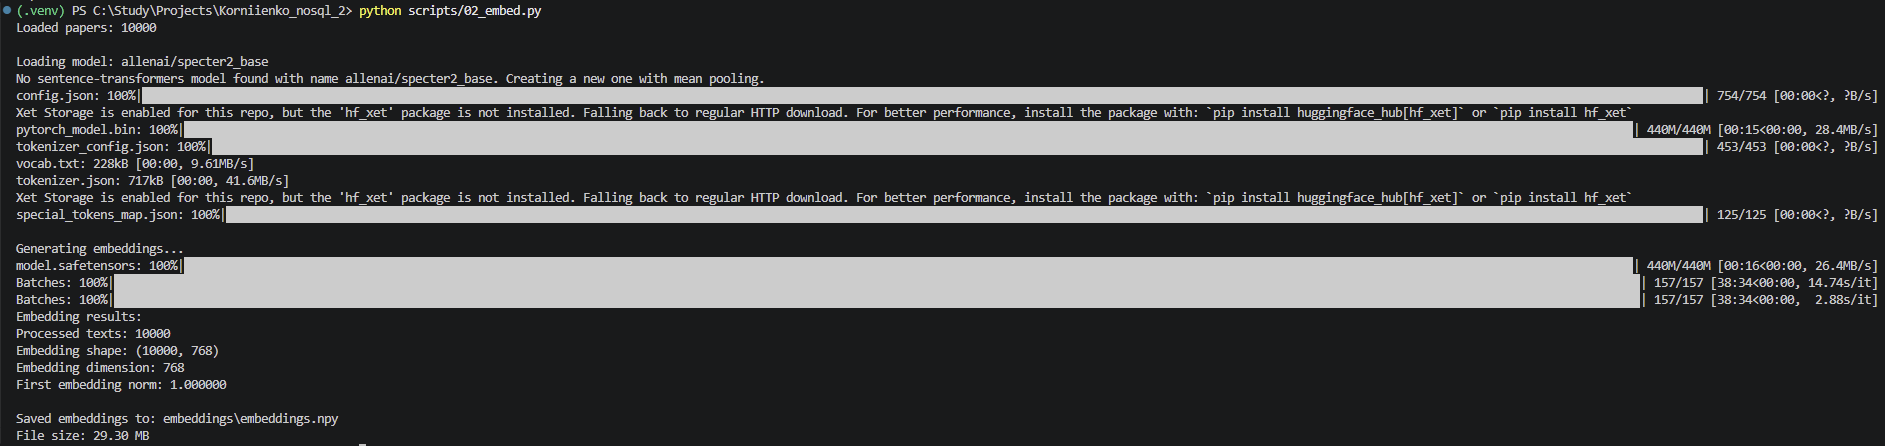 (.venv) PS C:\Study\Projects\Korniienko_nosql_2> python scripts/02_embed.py
Loaded papers: 10000
Loading model: allenai/specter2_base
No sentence-transformers model found with name allenai/specter2_base. Creating a new one with mean pooling.
config.json: 100%| | 754/754 [00:00<?, ?B/s]
Xet Storage is enabled for this repo, but the 'hf_xet' package is not installed. Falling back to regular HTTP download. For better performance, install the package with: `pip install huggingface_hub[hf_xet]` or `pip install hf_xet`
pytorch_model.bin: 100%| | 440M/440M [00:15<00:00, 28.4MB/s]
tokenizer_config.json: 100%| | 453/453 [00:00<?, ?B/s]
vocab.txt: 228kB [00:00, 9.61MB/s]
tokenizer.json: 717kB [00:00, 41.6MB/s]
Xet Storage is enabled for this repo, but the 'hf_xet' package is not installed. Falling back to regular HTTP download. For better performance, install the package with: `pip install huggingface_hub[hf_xet]` or `pip install hf_xet`
special_tokens_map.json: 100%| | 125/125 [00:00<?, ?B/s]
Generating embeddings...
model.safetensors: 100%| | 440M/440M [00:16<00:00, 26.4MB/s]
Batches: 100%| | 157/157 [38:34<00:00, 14.74s/it]
Batches: 100%| | 157/157 [38:34<00:00,  2.88s/it]
Embedding results:
Processed texts: 10000
Embedding shape: (10000, 768)
Embedding dimension: 768
First embedding norm: 1.000000
Saved embeddings to: embeddings\embeddings.npy
File size: 29.30 MB